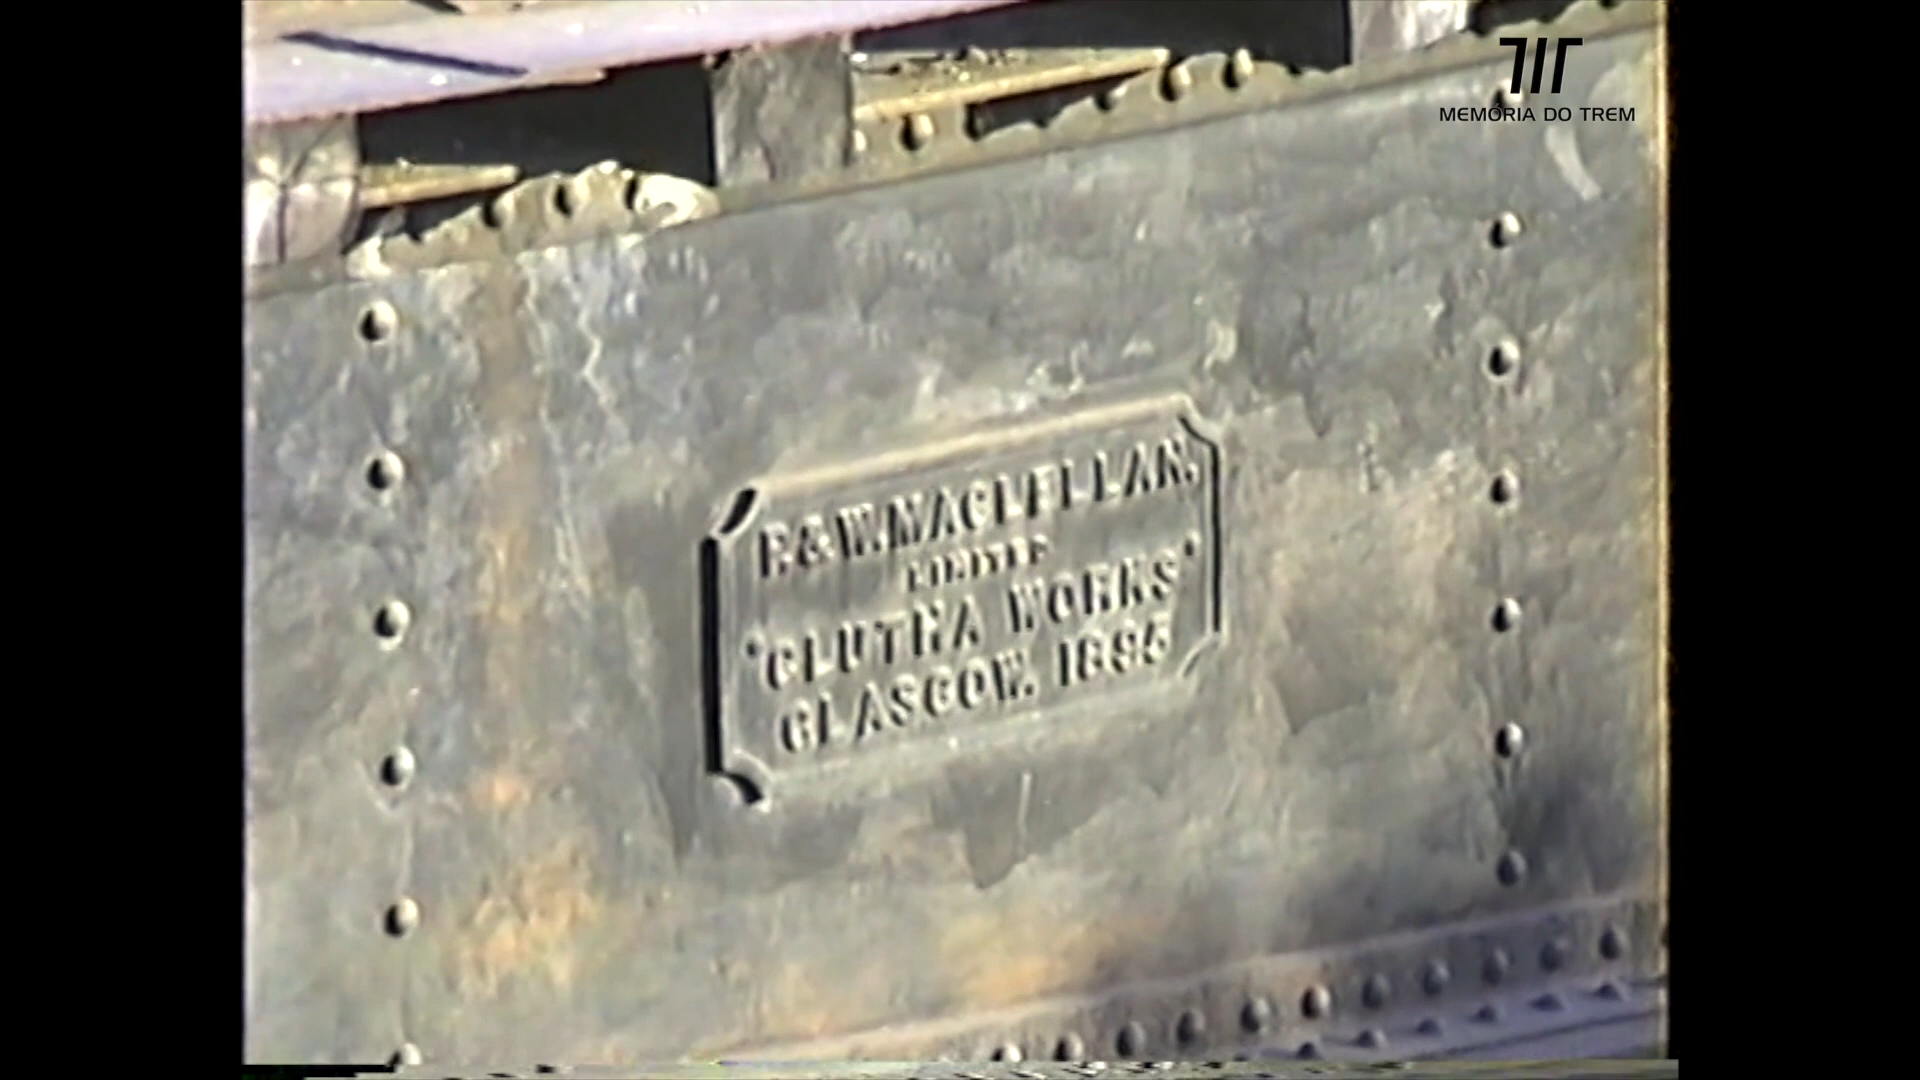 MEMÓRIA DO TREM
P. & W. MACLELLAN.
LIMITED
"CLUTHA WORKS"
GLASGOW. 1895